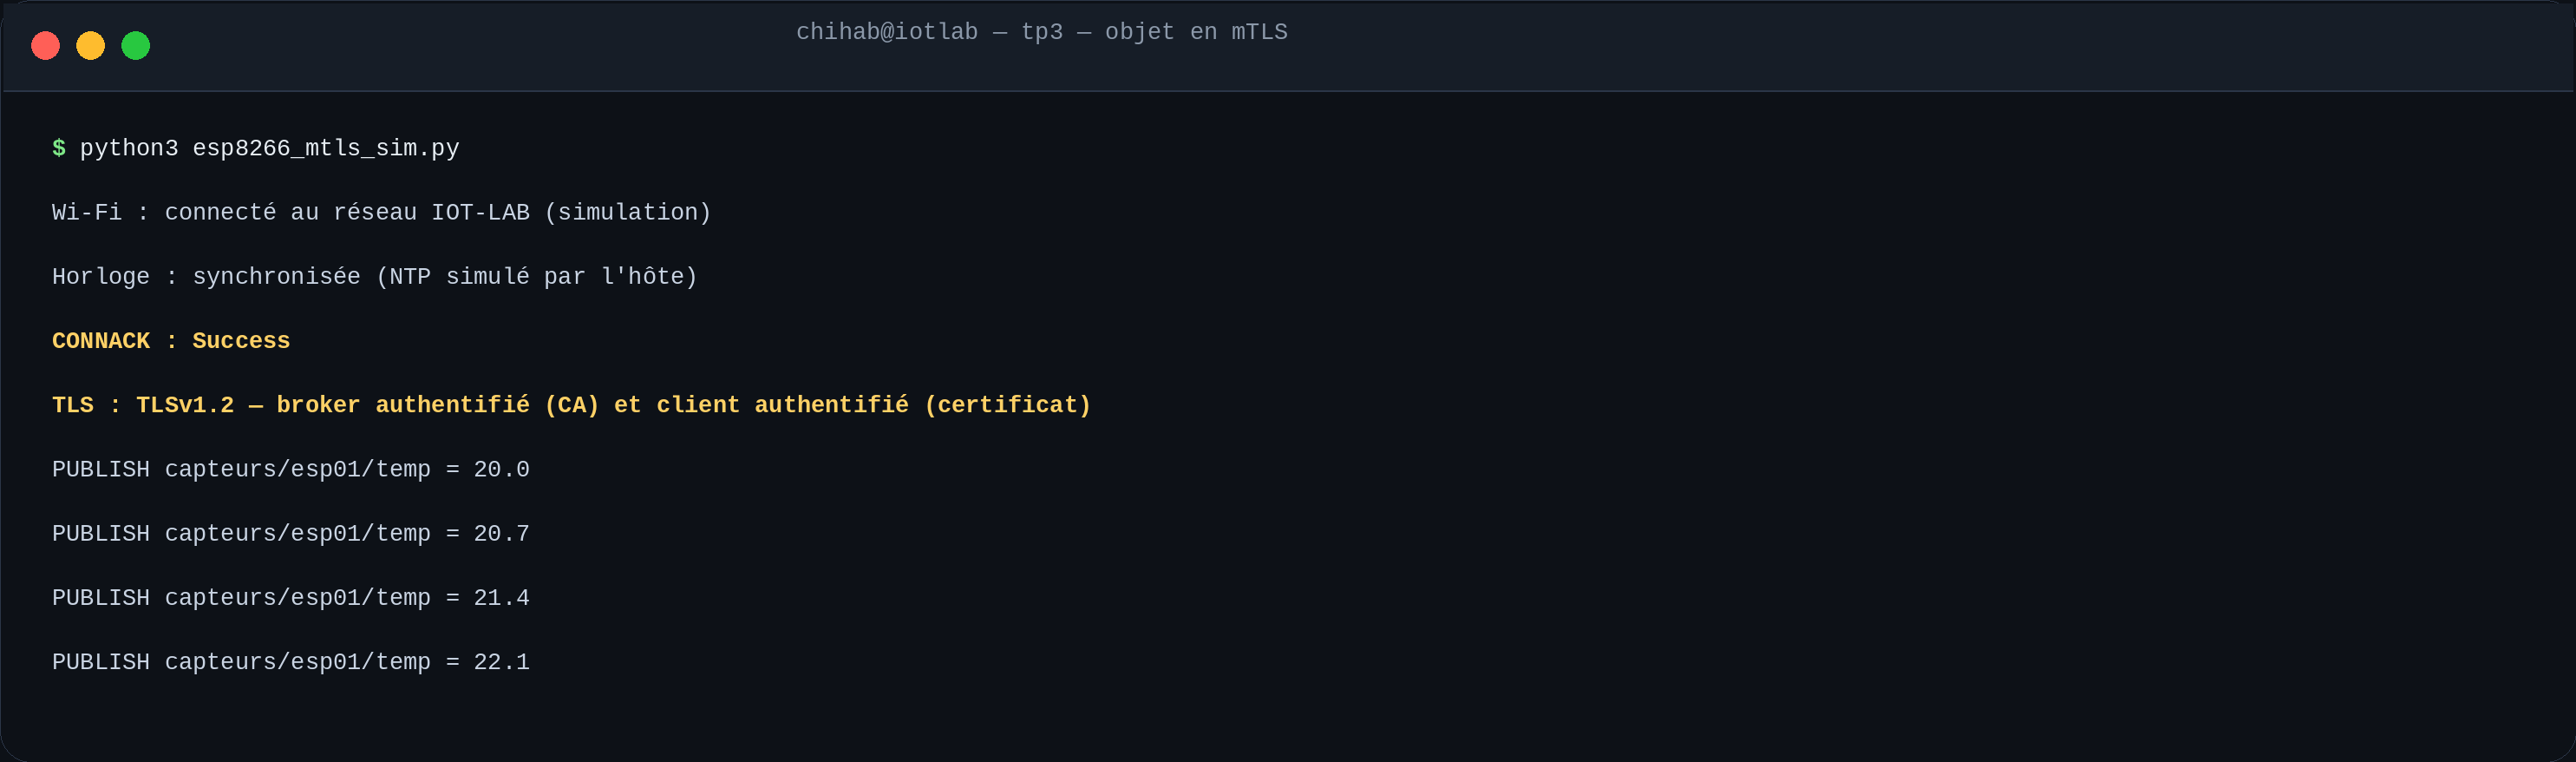 chihab@iotlab — tp3 — objet en mTLS
$ python3 esp8266_mtls_sim.py
Wi-Fi : connecté au réseau IOT-LAB (simulation)
Horloge : synchronisée (NTP simulé par l'hôte)
CONNACK : Success
TLS : TLSv1.2 — broker authentifié (CA) et client authentifié (certificat)
PUBLISH capteurs/esp01/temp = 20.0
PUBLISH capteurs/esp01/temp = 20.7
PUBLISH capteurs/esp01/temp = 21.4
PUBLISH capteurs/esp01/temp = 22.1